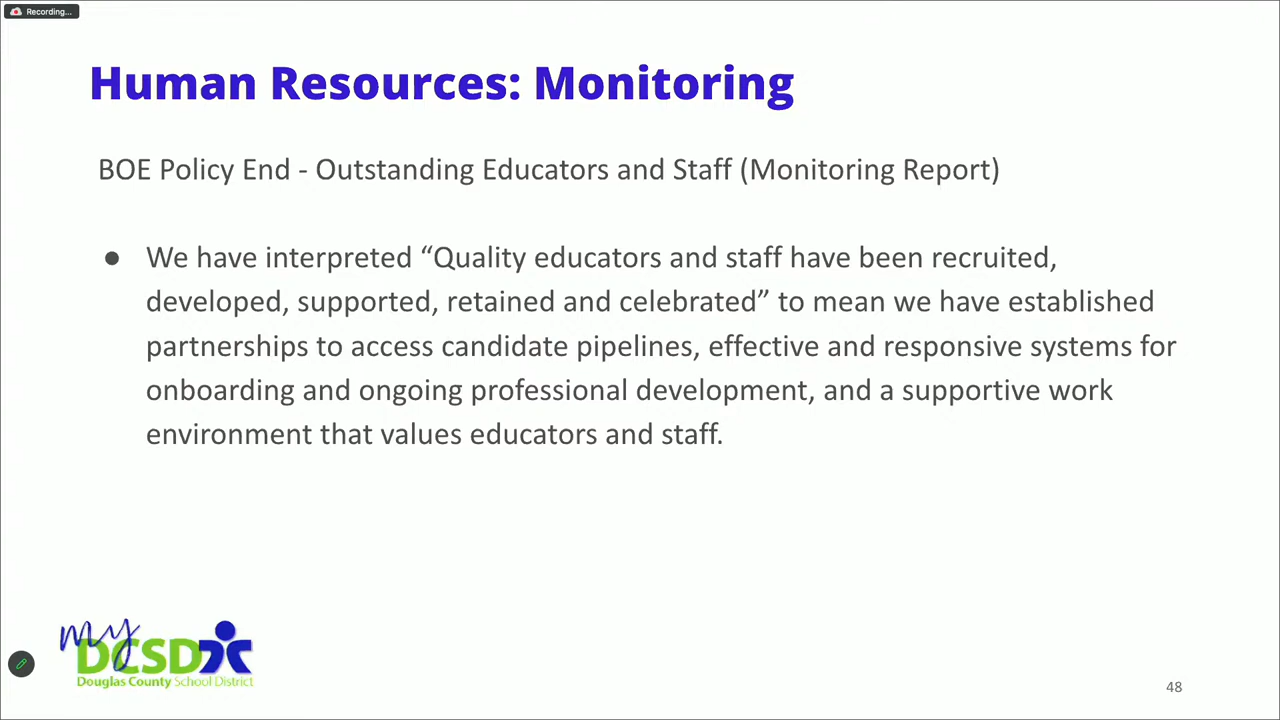 Recording...
Human Resources: Monitoring
BOE Policy End - Outstanding Educators and Staff (Monitoring Report)
● We have interpreted “Quality educators and staff have been recruited,
developed, supported, retained and celebrated” to mean we have established
partnerships to access candidate pipelines, effective and responsive systems for
onboarding and ongoing professional development, and a supportive work
environment that values educators and staff.
my
DCSD
Douglas County School District
48